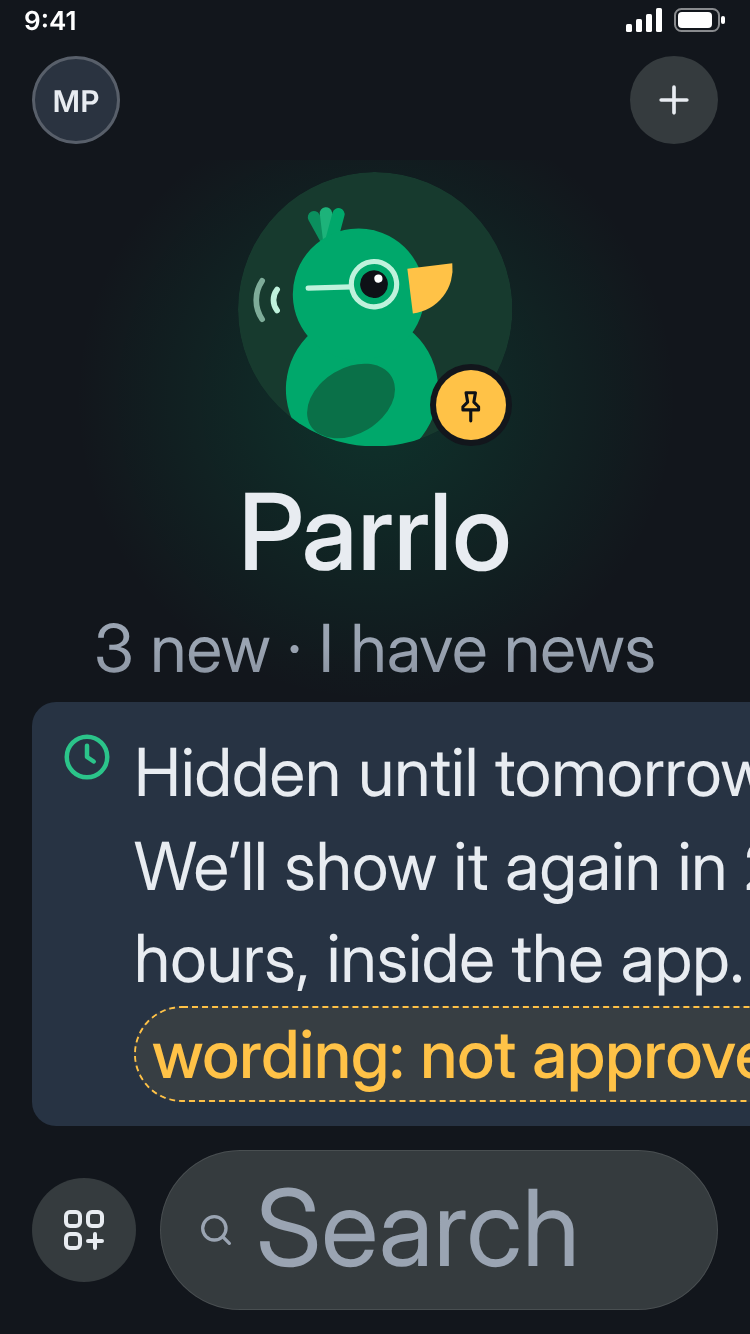 9:41
MP
Parrlo
3 new · I have news
Hidden until tomorrow
We’ll show it again in
hours, inside the app.
wording: not approve
Search